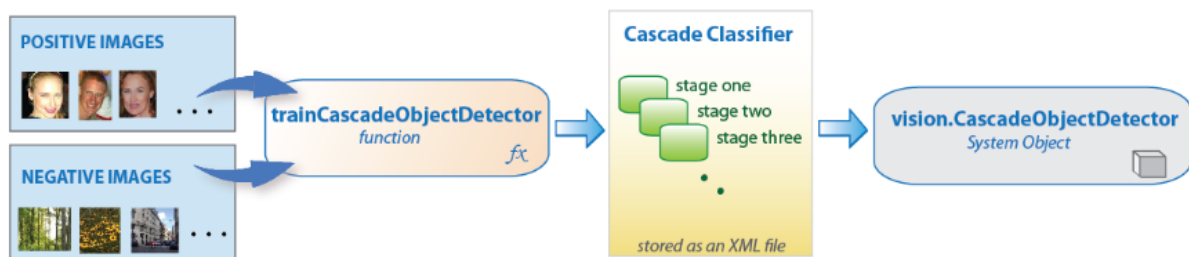 POSITIVE IMAGES
...
NEGATIVE IMAGES
...
trainCascadeObjectDetector
function
fx
Cascade Classifier
stage one
stage two
stage three
stored as an XML file
vision.CascadeObjectDetector
System Object